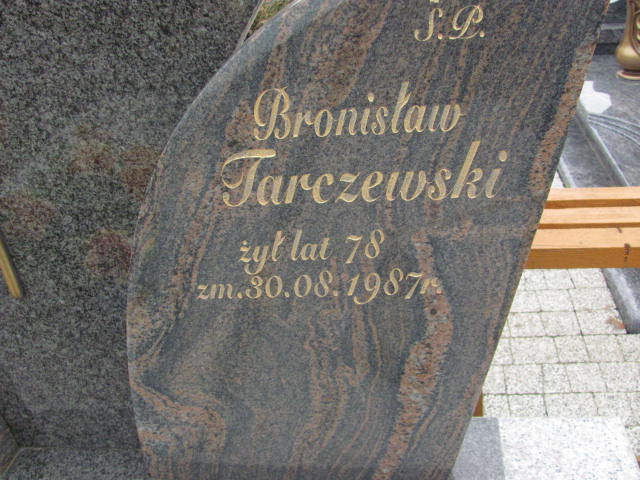 Ś.P.
Bronisław
Tarczewski
żył lat 78
zm. 30.08.1987r.